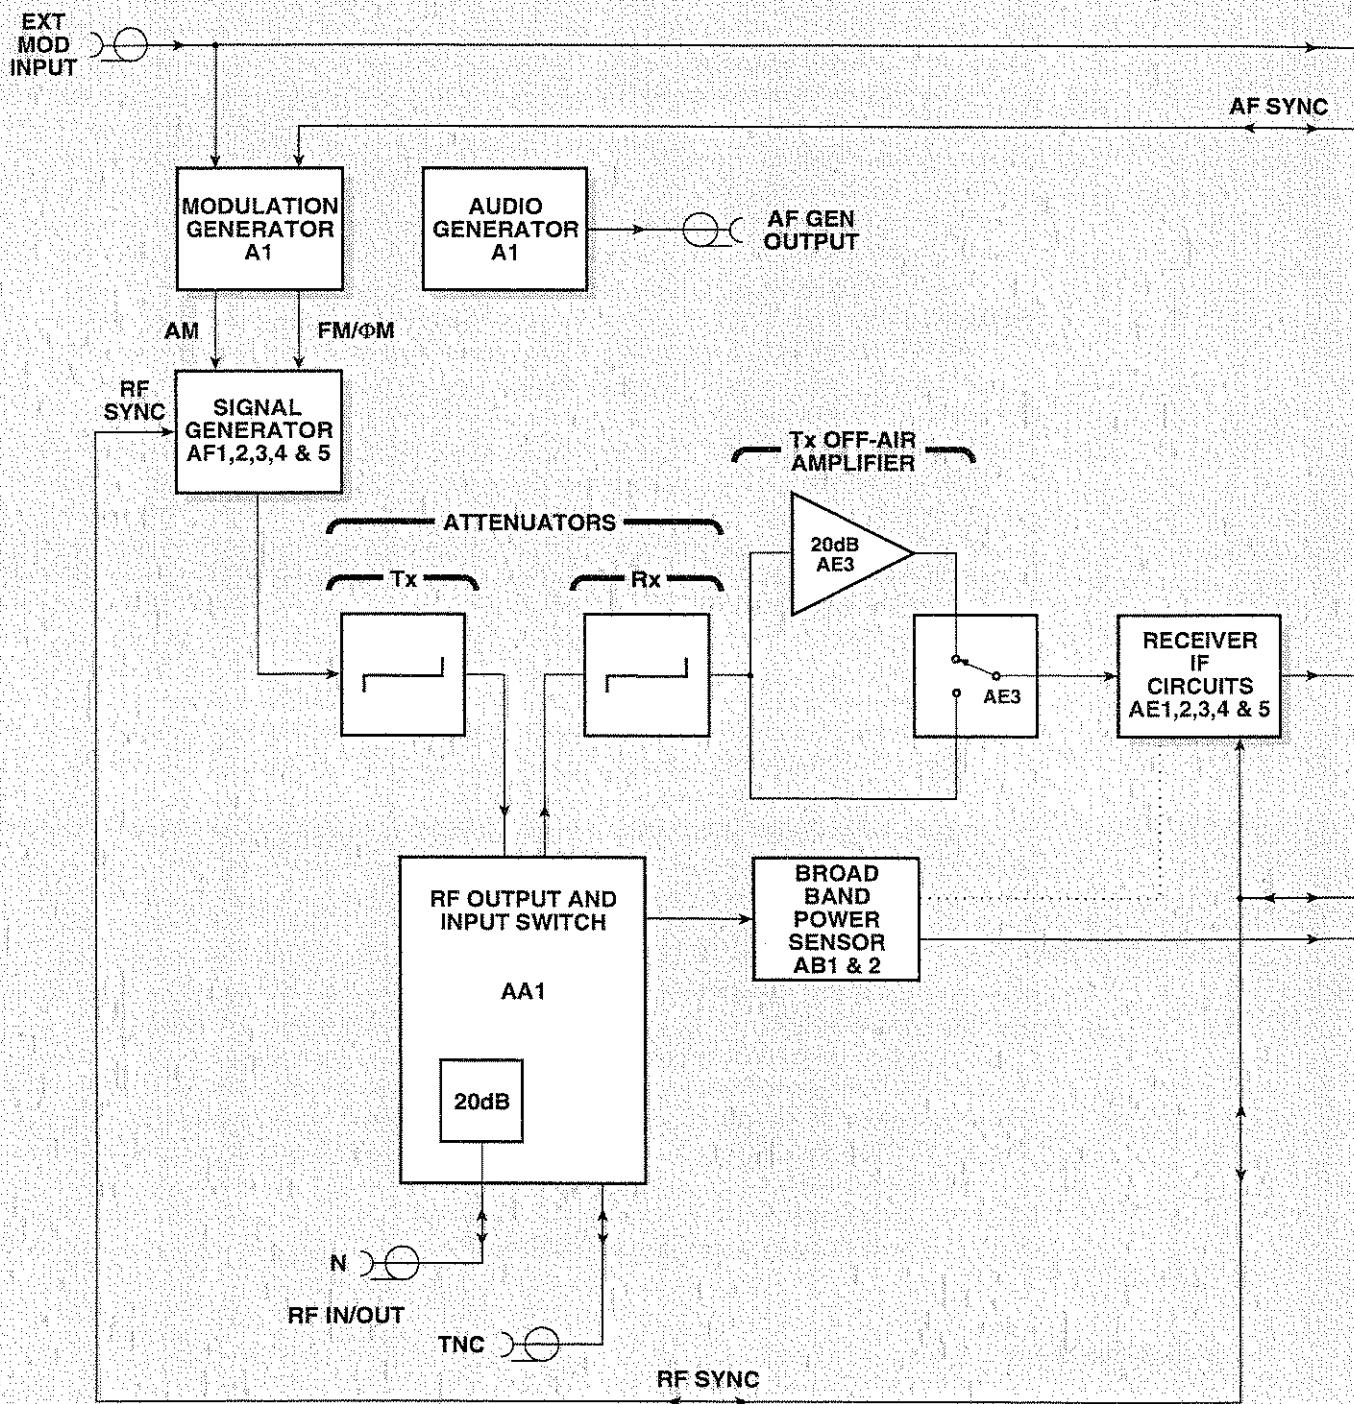 EXT
MOD
INPUT
AF SYNC
MODULATION
GENERATOR
A1
AUDIO
GENERATOR
A1
AF GEN
OUTPUT
AM
FM/ΦM
RF
SYNC
SIGNAL
GENERATOR
AF1,2,3,4 & 5
Tx OFF-AIR
AMPLIFIER
ATTENUATORS
Tx
Rx
20dB
AE3
AE3
RECEIVER
IF
CIRCUITS
AE1,2,3,4 & 5
RF OUTPUT AND
INPUT SWITCH
AA1
20dB
BROAD
BAND
POWER
SENSOR
AB1 & 2
N
RF IN/OUT
TNC
RF SYNC